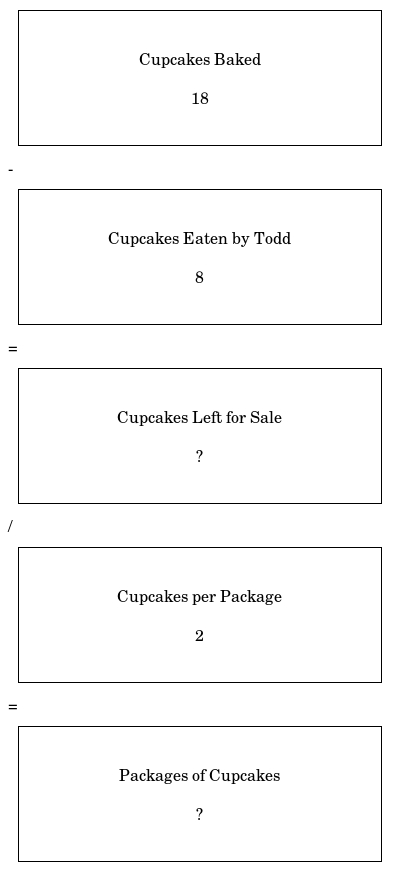 Cupcakes Baked
18
-
Cupcakes Eaten by Todd
8
=
Cupcakes Left for Sale
?
/
Cupcakes per Package
2
=
Packages of Cupcakes
?